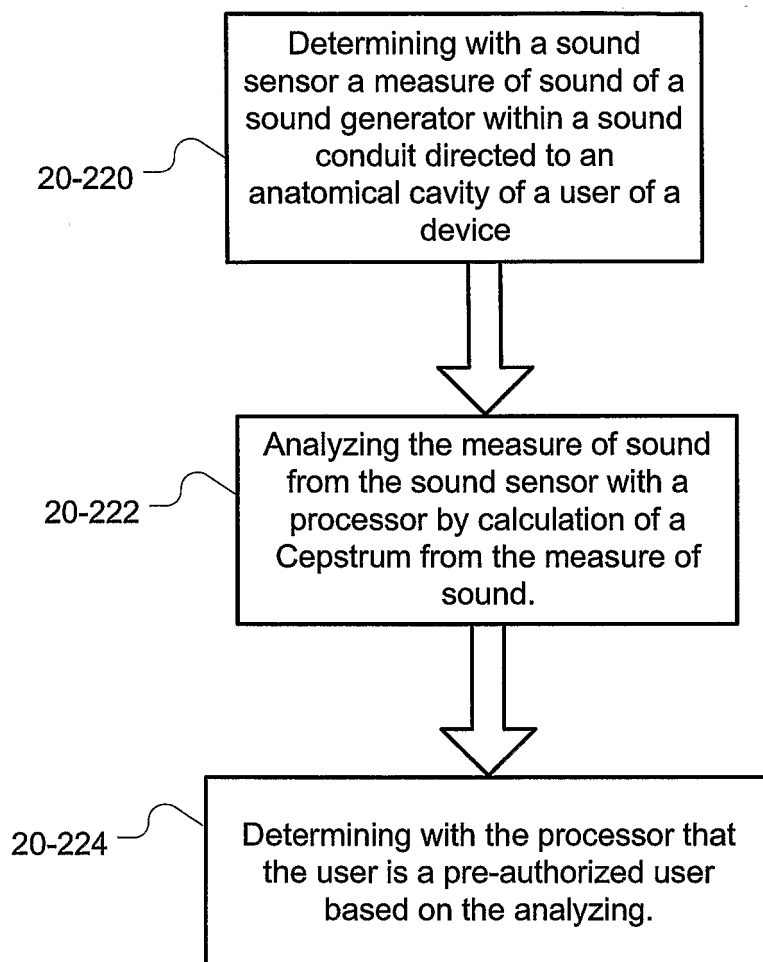 Determining with a sound
sensor a measure of sound of a
sound generator within a sound
conduit directed to an
anatomical cavity of a user of a
device
20-220
Analyzing the measure of sound
from the sound sensor with a
processor by calculation of a
Cepstrum from the measure of
sound.
20-222
Determining with the processor that
the user is a pre-authorized user
based on the analyzing.
20-224